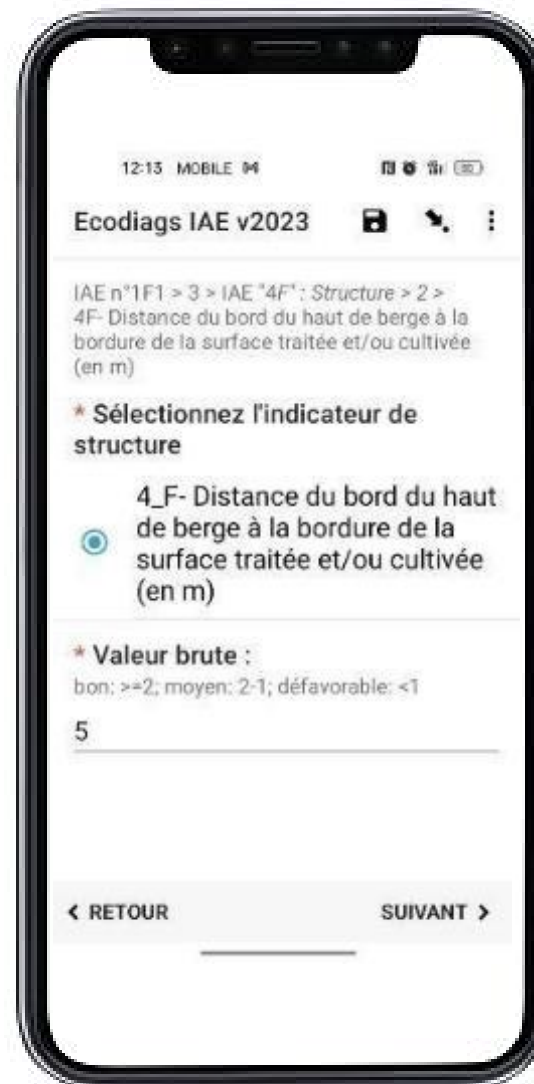 12:13 MOBILE
Ecodiags IAE v2023
IAE n°1F1 > 3 > IAE "4F" : Structure > 2 >
4F- Distance du bord du haut de berge à la
bordure de la surface traitée et/ou cultivée
(en m)
* Sélectionnez l'indicateur de
structure
4_F- Distance du bord du haut
de berge à la bordure de la
surface traitée et/ou cultivée
(en m)
* Valeur brute :
bon: >=2; moyen: 2-1; défavorable: <1
5
< RETOUR SUIVANT >